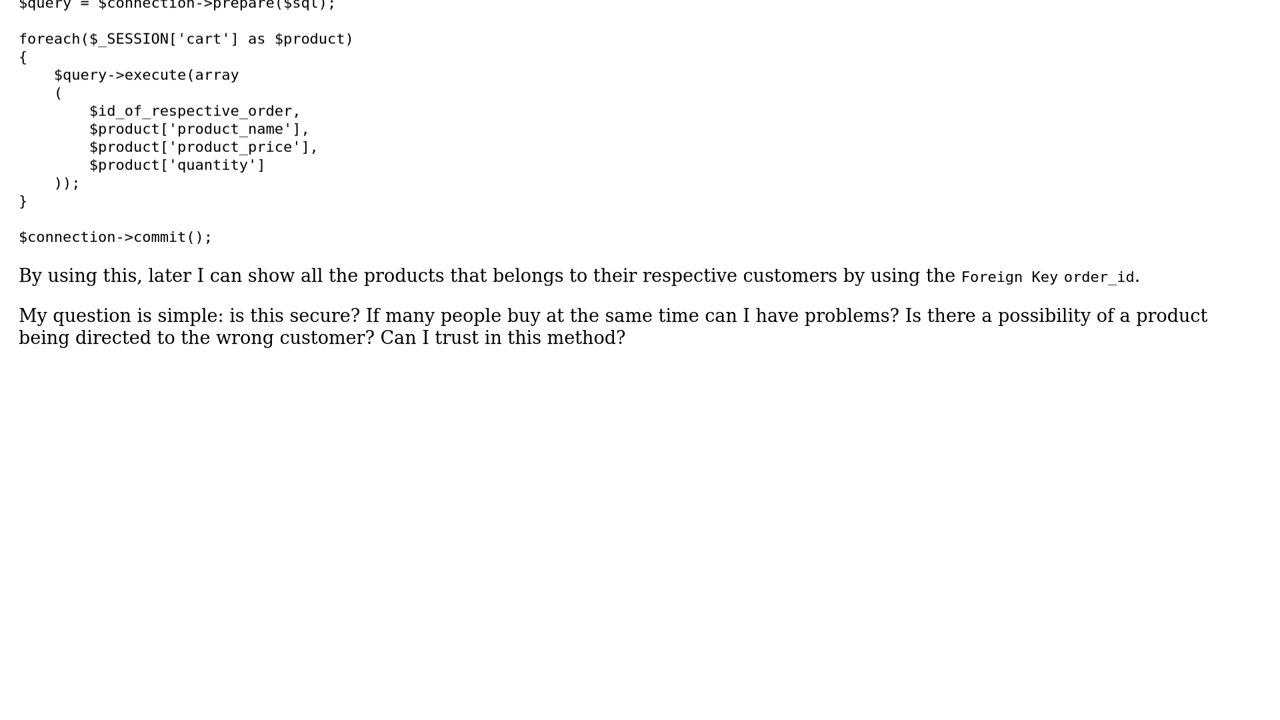 $query = $connection->prepare($sql);
foreach($_SESSION['cart'] as $product)
{
    $query->execute(array
    (
        $id_of_respective_order,
        $product['product_name'],
        $product['product_price'],
        $product['quantity']
    ));
}
$connection->commit();
By using this, later I can show all the products that belongs to their respective customers by using the Foreign Key order_id.
My question is simple: is this secure? If many people buy at the same time can I have problems? Is there a possibility of a product
being directed to the wrong customer? Can I trust in this method?